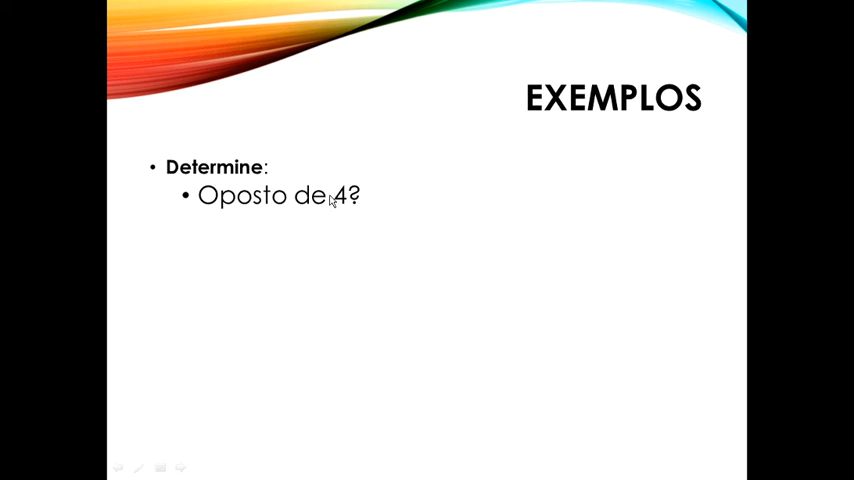 EXEMPLOS
• Determine:
• Oposto de 4?